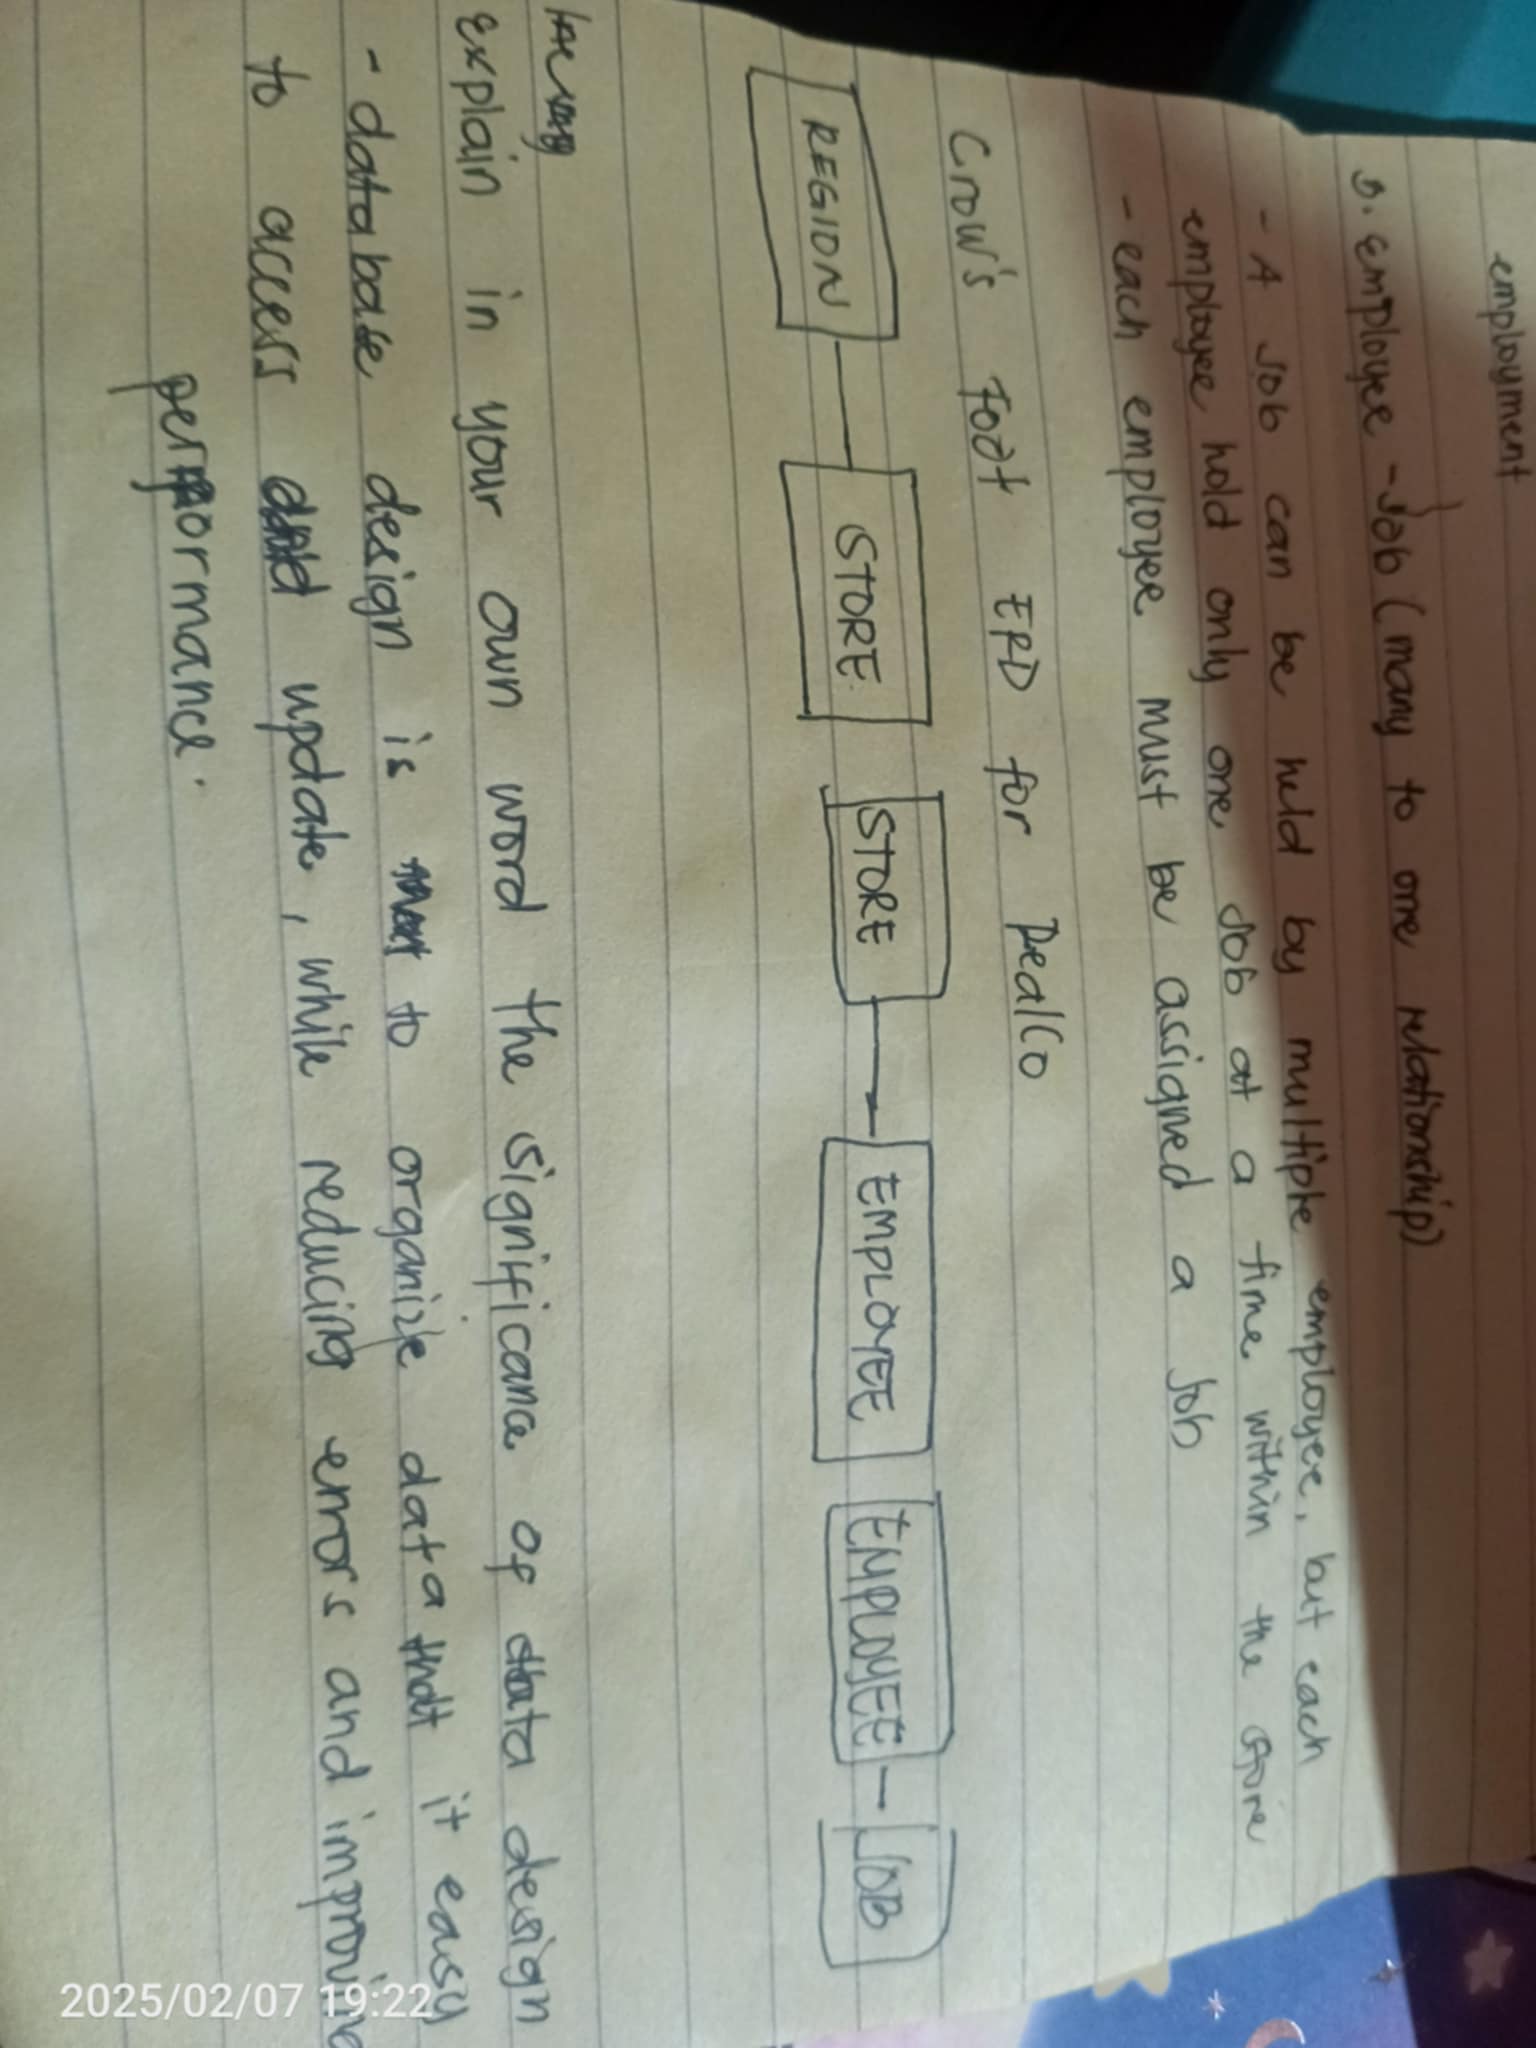 employment
D. Employee - Job (many to one relationship)
- A Job can be held by multiple employee, but each
employee hold only one Job at a time within the store
- each employee must be assigned a Job
Crow's Foot ERD for DealCo
REGION STORE STORE EMPLOYEE EMPLOYEE JOB
Explain in your own word the significance of data design
- database design is to organize data that it easy
to access and update, while reducing errors and improving
performance.
2025/02/07 19:22